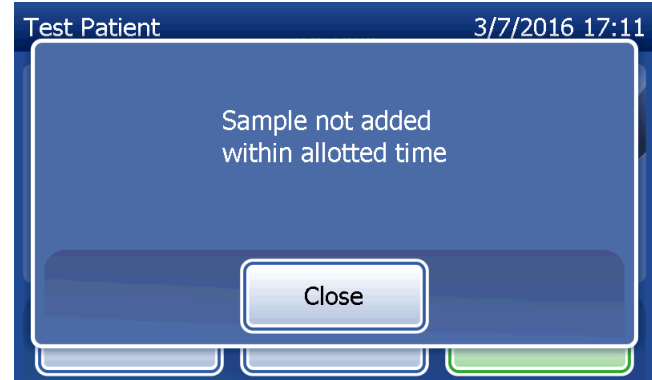 Test Patient 3/7/2016 17:11
Sample not added
within allotted time
Close